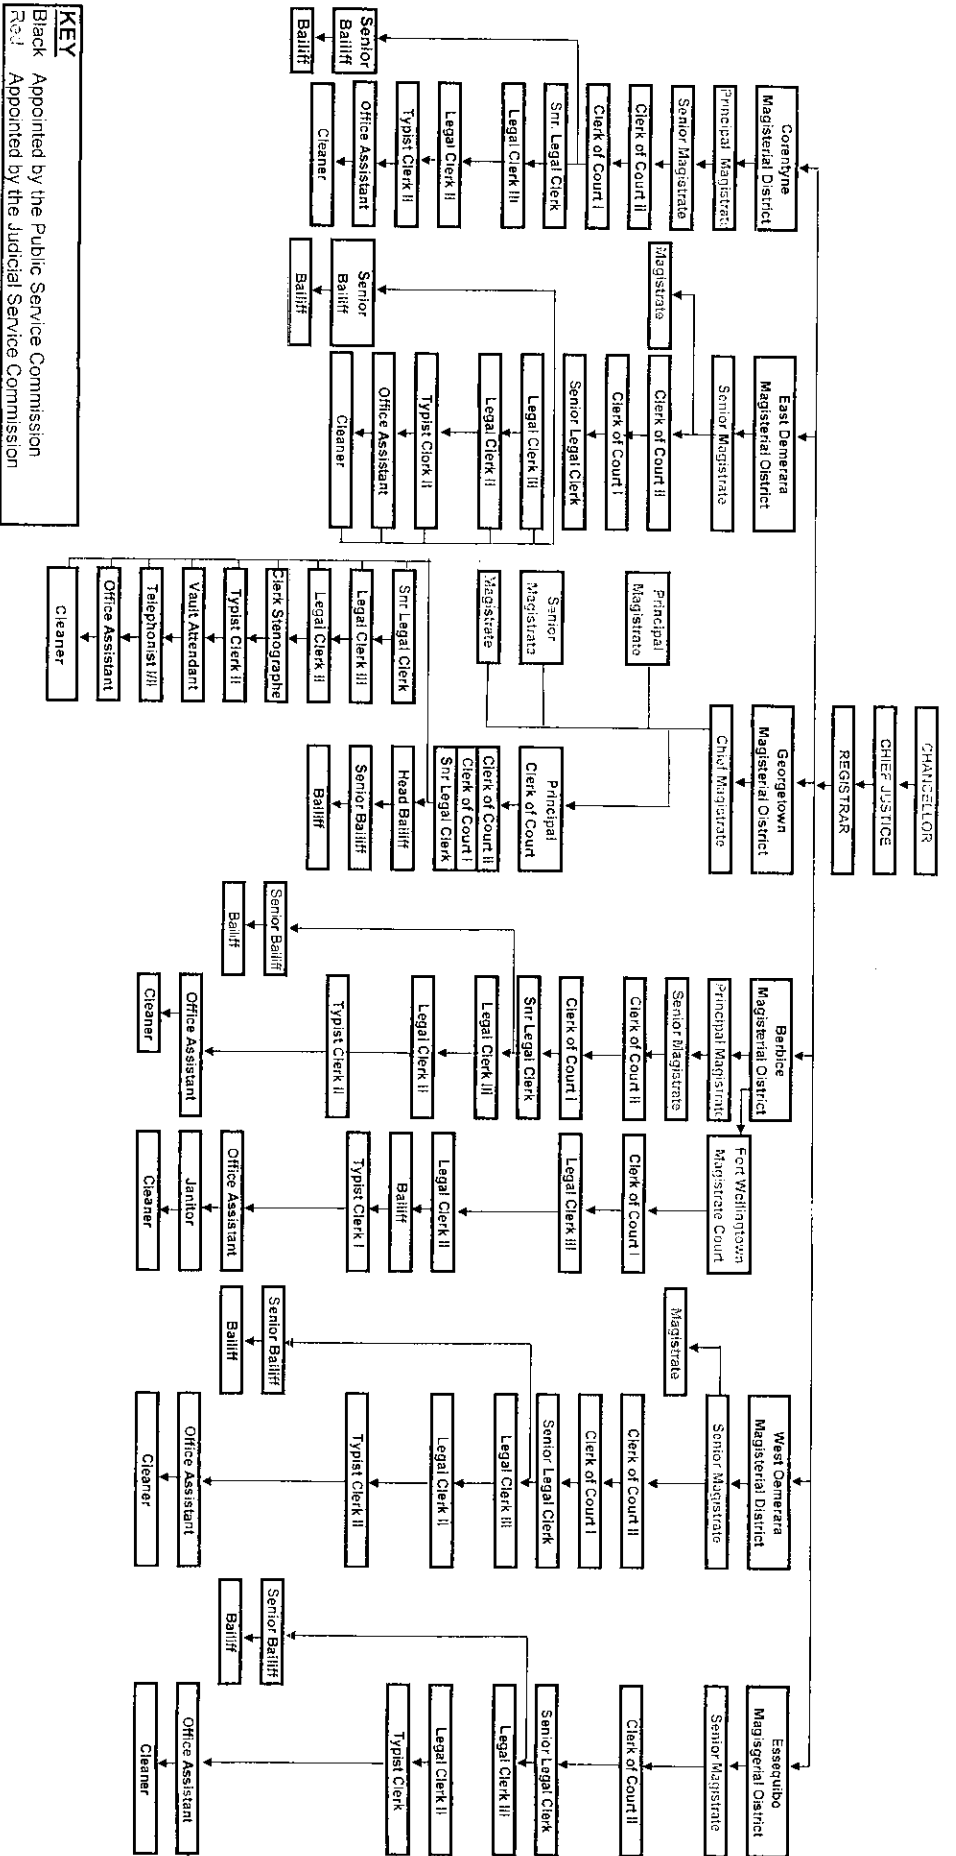 CHANCELLOR
CHIEF JUSTICE
REGISTRAR
Corentyne
Magisterial District
Principal Magistrate
Senior Magistrate
Clerk of Court II
Clerk of Court I
Snr. Legal Clerk
Legal Clerk III
Legal Clerk II
Typist Clerk II
Office Assistant
Cleaner
Senior
Bailiff
Bailiff
East Demerara
Magisterial District
Senior Magistrate
Magistrate
Clerk of Court II
Clerk of Court I
Senior Legal Clerk
Legal Clerk III
Legal Clerk II
Typist Clerk II
Office Assistant
Cleaner
Senior
Bailiff
Bailiff
Georgetown
Magisterial District
Chief Magistrate
Principal
Magistrate
Senior
Magistrate
Magistrate
Principal
Clerk of Court
Clerk of Court II
Clerk of Court I
Snr Legal Clerk
Head Bailiff
Senior Bailiff
Bailiff
Snr Legal Clerk
Legal Clerk III
Legal Clerk II
Clerk Stenographe
Typist Clerk II
Vault Attendant
Telephonist I/II
Office Assistant
Cleaner
Berbice
Magisterial District
Principal Magistrate
Senior Magistrate
Clerk of Court II
Clerk of Court I
Snr Legal Clerk
Legal Clerk III
Legal Clerk II
Typist Clerk II
Office Assistant
Cleaner
Senior Bailiff
Bailiff
Fort Wellingtown
Magistrate Court
Clerk of Court I
Legal Clerk III
Legal Clerk II
Bailiff
Typist Clerk I
Office Assistant
Janitor
Cleaner
West Demerara
Magisterial District
Senior Magistrate
Magistrate
Clerk of Court II
Clerk of Court I
Senior Legal Clerk
Legal Clerk III
Legal Clerk II
Typist Clerk II
Office Assistant
Cleaner
Senior Bailiff
Bailiff
Essequibo
Magisgerial District
Senior Magistrate
Clerk of Court II
Senior Legal Clerk
Legal Clerk III
Legal Clerk II
Typist Clerk
Office Assistant
Cleaner
Senior Bailiff
Bailiff
KEY
Black Appointed by the Public Service Commission
Red Appointed by the Judicial Service Commission